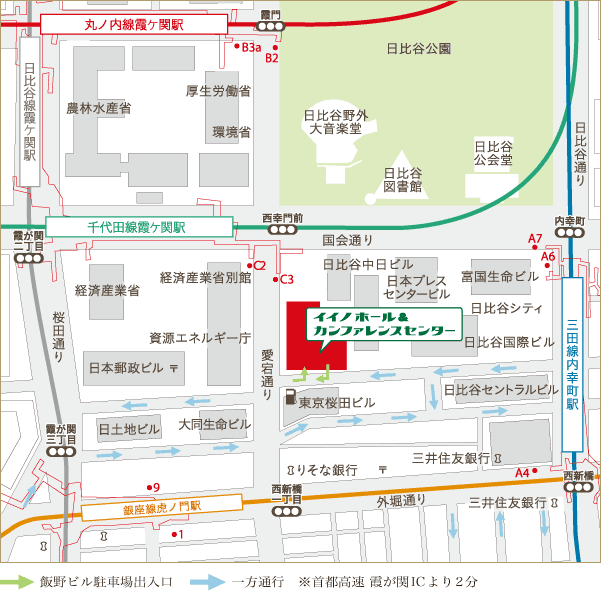 丸ノ内線霞ケ関駅
霞門
B3a
B2
日比谷公園
日比谷線霞ケ関駅
農林水産省
厚生労働省
環境省
日比谷野外
大音楽堂
日比谷
図書館
日比谷
公会堂
日比谷通り
千代田線霞ケ関駅
西幸門前
国会通り
内幸町
霞が関
二丁目
A7
A6
C2
C3
経済産業省
経済産業省別館
日比谷中日ビル
日本プレス
センタービル
富国生命ビル
日比谷シティ
イイノホール&
カンファレンスセンター
日比谷国際ビル
桜田通り
資源エネルギー庁
愛宕通り
日本郵政ビル 〒
三田線内幸町駅
東京桜田ビル
日比谷セントラルビル
日土地ビル
大同生命ビル
霞が関
三丁目
りそな銀行
〒
三井住友銀行
A4
西新橋
9
銀座線虎ノ門駅
西新橋
一丁目
外堀通り
三井住友銀行
1
飯野ビル駐車場出入口
一方通行
※首都高速 霞が関ICより2分